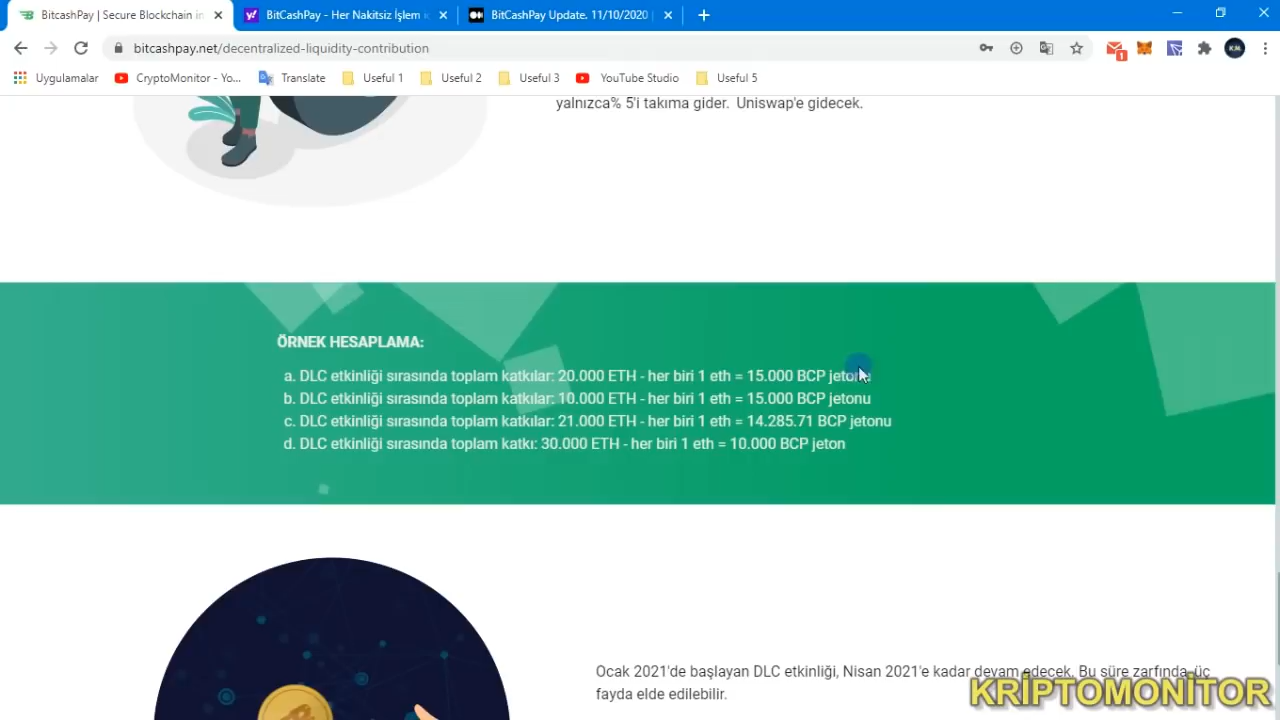 BitcashPay | Secure Blockchain in
BitCashPay - Her Nakitsiz İşlem iç
BitCashPay Update. 11/10/2020 |
bitcashpay.net/decentralized-liquidity-contribution
1
KM
Uygulamalar
CryptoMonitor - Yo...
Translate
Useful 1
Useful 2
Useful 3
YouTube Studio
Useful 5
yalnızca% 5'i takıma gider. Uniswap'e gidecek.
ÖRNEK HESAPLAMA:
a. DLC etkinliği sırasında toplam katkılar: 20.000 ETH - her biri 1 eth = 15.000 BCP jetonu
b. DLC etkinliği sırasında toplam katkılar: 10.000 ETH - her biri 1 eth = 15.000 BCP jetonu
c. DLC etkinliği sırasında toplam katkılar: 21.000 ETH - her biri 1 eth = 14.285.71 BCP jetonu
d. DLC etkinliği sırasında toplam katkı: 30.000 ETH - her biri 1 eth = 10.000 BCP jeton
Ocak 2021'de başlayan DLC etkinliği, Nisan 2021'e kadar devam edecek. Bu süre zarfında üç
fayda elde edilebilir.
KRİPTOMONİTOR